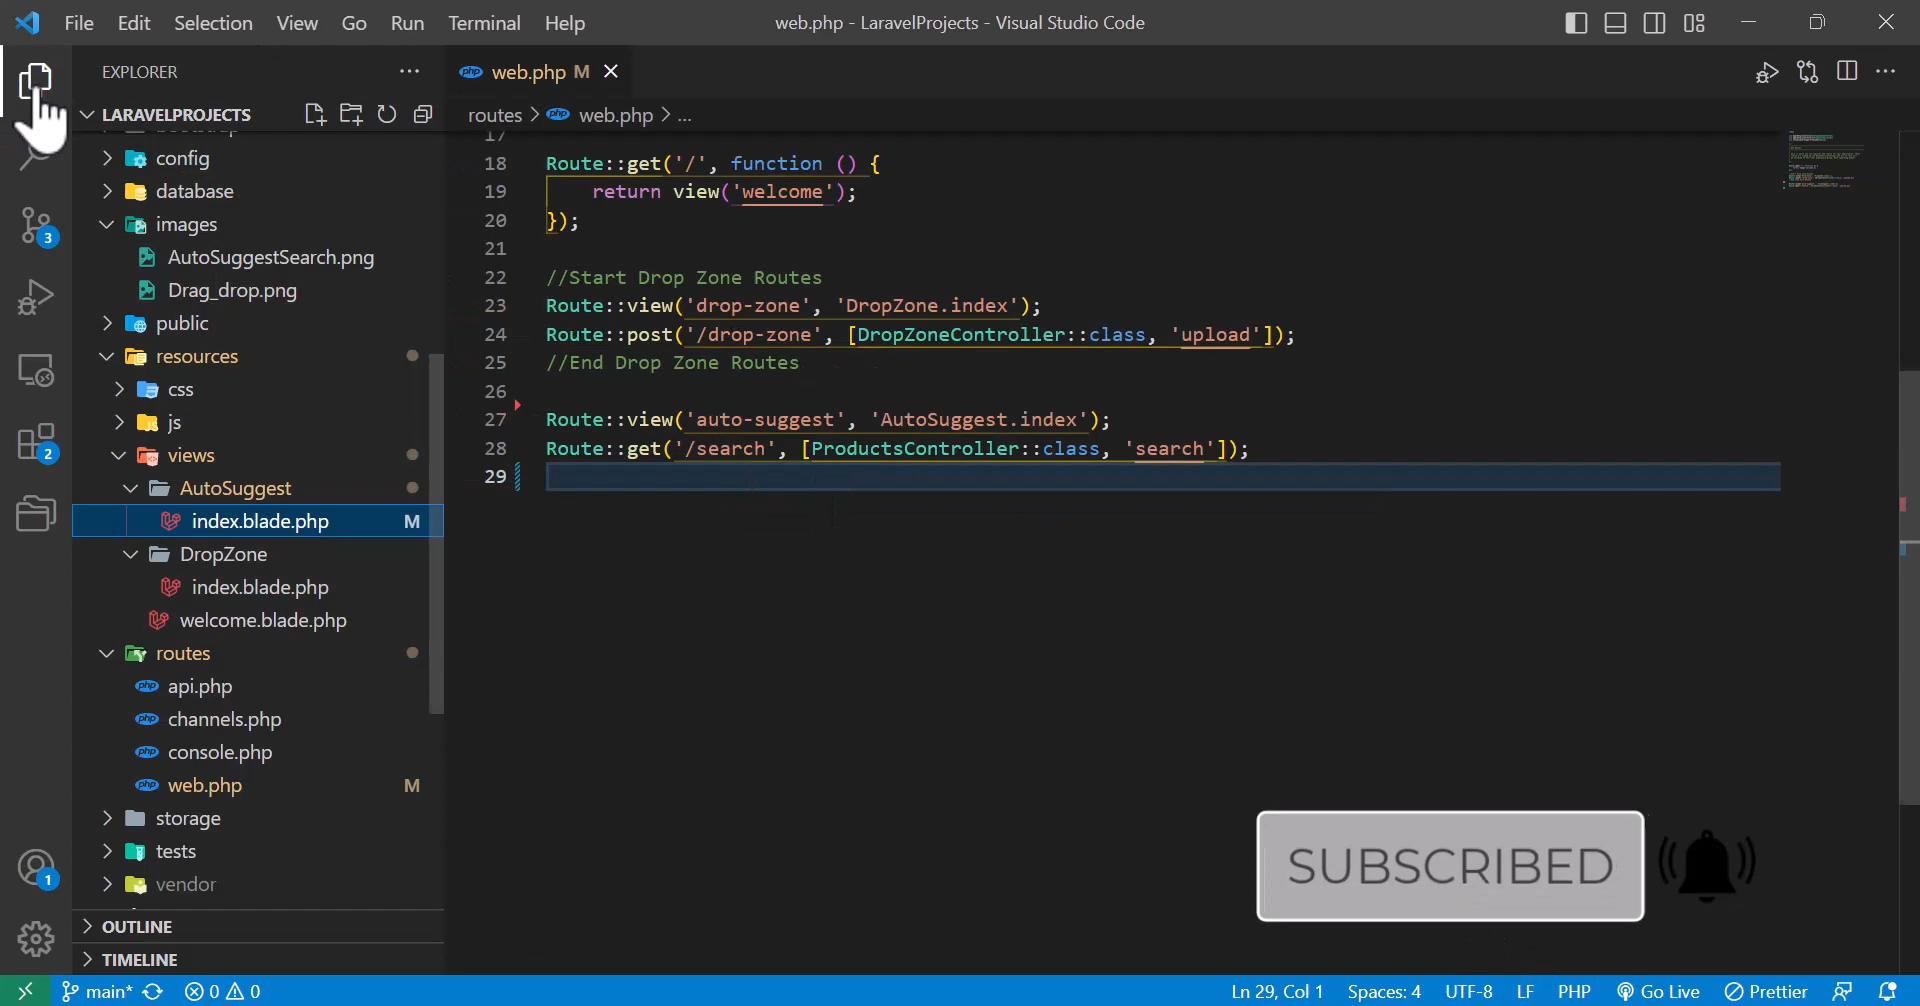 File Edit Selection View Go Run Terminal Help
web.php - LaravelProjects - Visual Studio Code
EXPLORER
LARAVELPROJECTS
config
database
images
AutoSuggestSearch.png
Drag_drop.png
public
resources
css
js
views
AutoSuggest
index.blade.php M
DropZone
index.blade.php
welcome.blade.php
routes
api.php
channels.php
console.php
web.php M
storage
tests
vendor
OUTLINE
TIMELINE
3
2
1
php web.php M
routes > php web.php > ...
17
18 Route::get('/', function () {
19 return view('welcome');
20 });
21
22 //Start Drop Zone Routes
23 Route::view('drop-zone', 'DropZone.index');
24 Route::post('/drop-zone', [DropZoneController::class, 'upload']);
25 //End Drop Zone Routes
26
27 Route::view('auto-suggest', 'AutoSuggest.index');
28 Route::get('/search', [ProductsController::class, 'search']);
29
SUBSCRIBED
main* 0 0
Ln 29, Col 1 Spaces: 4 UTF-8 LF PHP Go Live Prettier